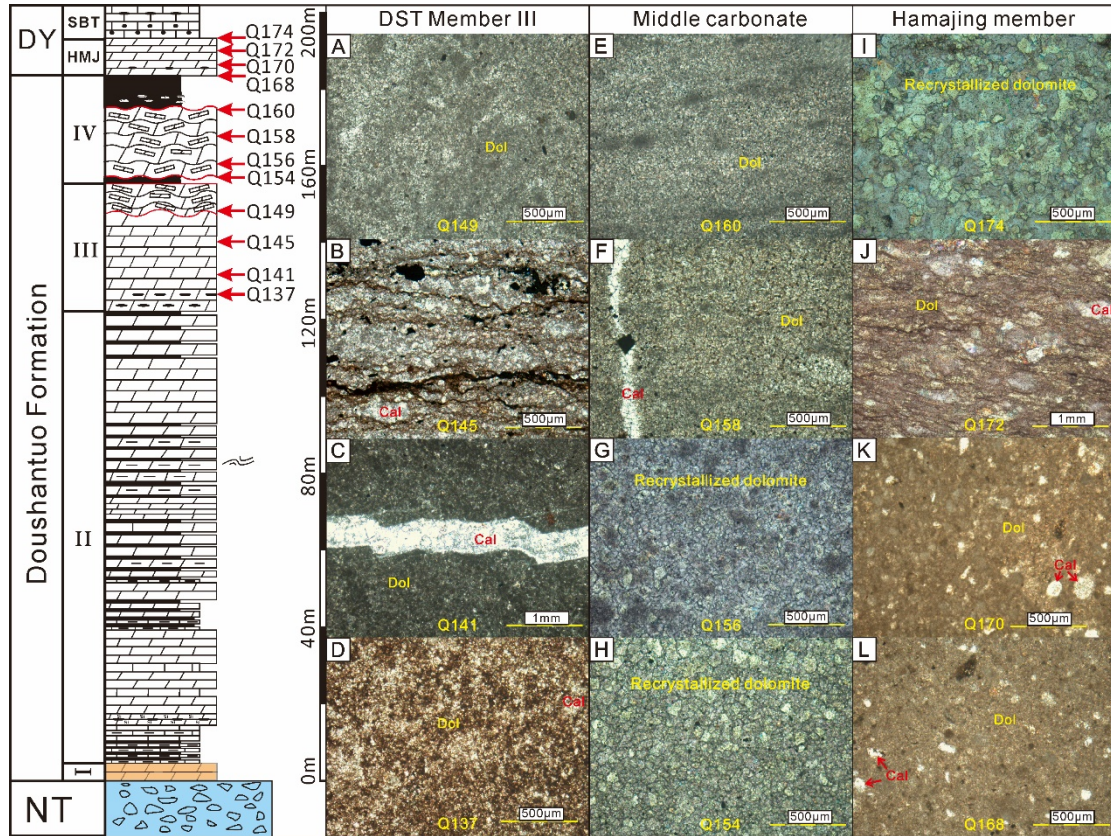 DY
SBT
HMJ
Doushantuo Formation
IV
III
II
I
NT
Q174
Q172
Q170
Q168
Q160
Q158
Q156
Q154
Q149
Q145
Q141
Q137
200m
160m
120m
80m
40m
0m
DST Member III
Middle carbonate
Hamajing member
A
Dol
500μm
Q149
B
Cal
500μm
Q145
C
Cal
Dol
1mm
Q141
D
Cal
Dol
500μm
Q137
E
Dol
500μm
Q160
F
Dol
Cal
500μm
Q158
G
Recrystallized dolomite
500μm
Q156
H
Recrystallized dolomite
500μm
Q154
I
Recrystallized dolomite
500μm
Q174
J
Dol
Cal
1mm
Q172
K
Dol
Cal
500μm
Q170
L
Dol
Cal
500μm
Q168